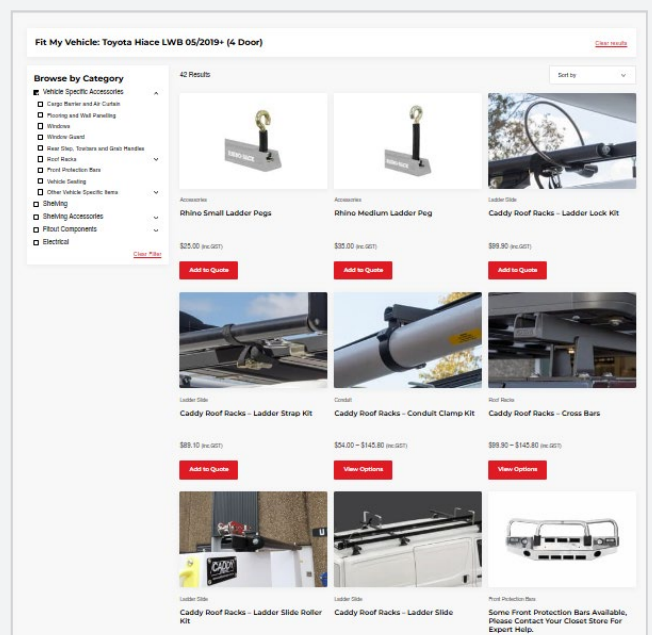 Fit My Vehicle: Toyota Hiace LWB 05/2019+ (4 Door)
Clear results
Browse by Category
Vehicle Specific Accessories
Cargo Barrier and Air Curtain
Flooring and Wall Panelling
Windows
Window Guard
Rear Step, Towbars and Grab Handles
Roof Racks
Front Protection Bars
Vehicle Seating
Other Vehicle Specific Items
Shelving
Shelving Accessories
Fitout Components
Electrical
Clear Filter
42 Results
Sort by
RHINO-RACK
RHINO-RACK
Accessories
Rhino Small Ladder Pegs
$25.00 (inc.GST)
Add to Quote
Accessories
Rhino Medium Ladder Peg
$35.00 (inc.GST)
Add to Quote
Ladder Slide
Caddy Roof Racks – Ladder Lock Kit
$99.90 (inc.GST)
Add to Quote
Ladder Slide
Caddy Roof Racks – Ladder Strap Kit
$89.10 (inc.GST)
Add to Quote
Conduit
Caddy Roof Racks – Conduit Clamp Kit
$54.00 – $145.80 (inc.GST)
View Options
Roof Racks
Caddy Roof Racks – Cross Bars
$99.90 – $145.80 (inc.GST)
View Options
CADDY
Ladder Slide
Caddy Roof Racks – Ladder Slide Roller
Kit
Ladder Slide
Caddy Roof Racks – Ladder Slide
Front Protection Bars
Some Front Protection Bars Available,
Please Contact Your Closet Store For
Expert Help.